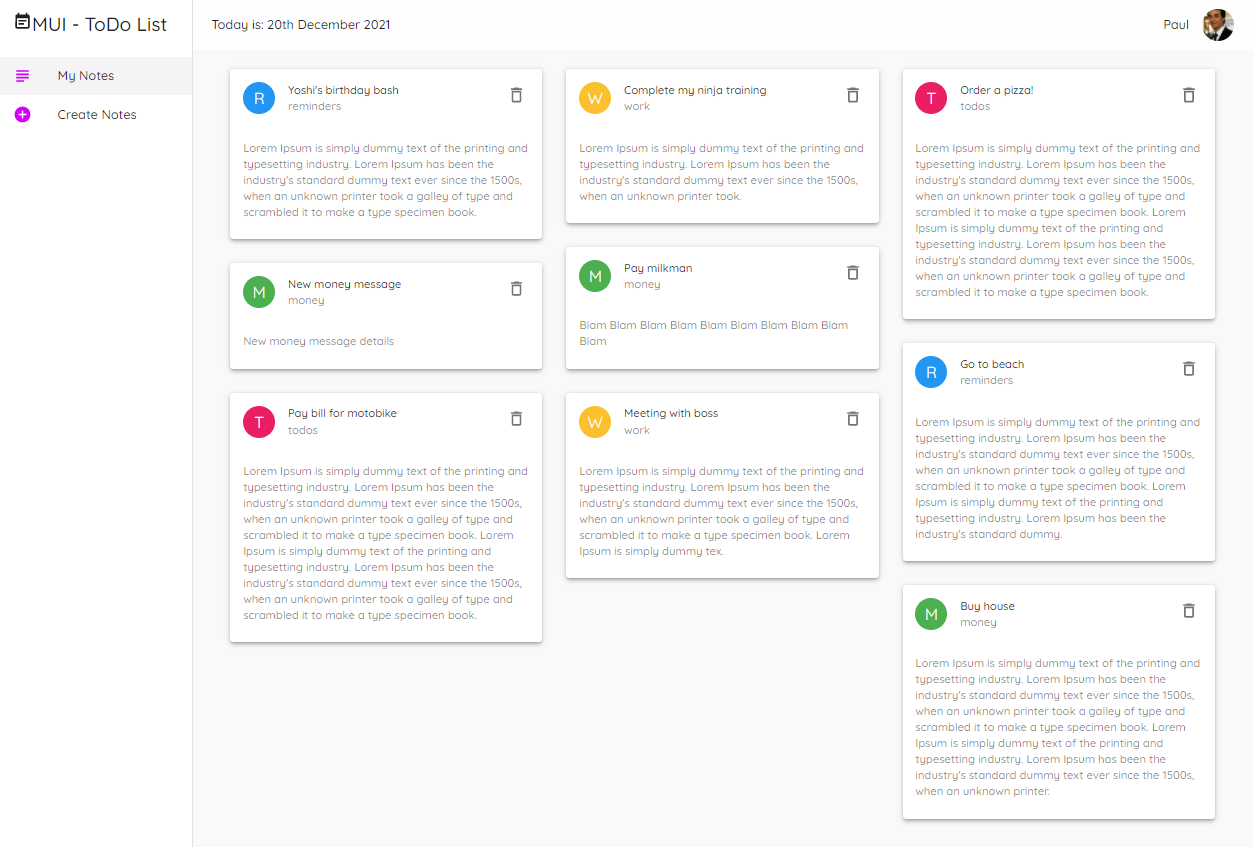 MUI - ToDo List
Today is: 20th December 2021
Paul
My Notes
Create Notes
R
Yoshi's birthday bash
reminders
Lorem Ipsum is simply dummy text of the printing and
typesetting industry. Lorem Ipsum has been the
industry's standard dummy text ever since the 1500s,
when an unknown printer took a galley of type and
scrambled it to make a type specimen book.
M
New money message
money
New money message details
T
Pay bill for motobike
todos
Lorem Ipsum is simply dummy text of the printing and
typesetting industry. Lorem Ipsum has been the
industry's standard dummy text ever since the 1500s,
when an unknown printer took a galley of type and
scrambled it to make a type specimen book. Lorem
Ipsum is simply dummy text of the printing and
typesetting industry. Lorem Ipsum has been the
industry's standard dummy text ever since the 1500s,
when an unknown printer took a galley of type and
scrambled it to make a type specimen book.
W
Complete my ninja training
work
Lorem Ipsum is simply dummy text of the printing and
typesetting industry. Lorem Ipsum has been the
industry's standard dummy text ever since the 1500s,
when an unknown printer took.
M
Pay milkman
money
Blam Blam Blam Blam Blam Blam Blam Blam Blam
Blam
W
Meeting with boss
work
Lorem Ipsum is simply dummy text of the printing and
typesetting industry. Lorem Ipsum has been the
industry's standard dummy text ever since the 1500s,
when an unknown printer took a galley of type and
scrambled it to make a type specimen book. Lorem
Ipsum is simply dummy tex.
T
Order a pizza!
todos
Lorem Ipsum is simply dummy text of the printing and
typesetting industry. Lorem Ipsum has been the
industry's standard dummy text ever since the 1500s,
when an unknown printer took a galley of type and
scrambled it to make a type specimen book. Lorem
Ipsum is simply dummy text of the printing and
typesetting industry. Lorem Ipsum has been the
industry's standard dummy text ever since the 1500s,
when an unknown printer took a galley of type and
scrambled it to make a type specimen book.
R
Go to beach
reminders
Lorem Ipsum is simply dummy text of the printing and
typesetting industry. Lorem Ipsum has been the
industry's standard dummy text ever since the 1500s,
when an unknown printer took a galley of type and
scrambled it to make a type specimen book. Lorem
Ipsum is simply dummy text of the printing and
typesetting industry. Lorem Ipsum has been the
industry's standard dummy.
M
Buy house
money
Lorem Ipsum is simply dummy text of the printing and
typesetting industry. Lorem Ipsum has been the
industry's standard dummy text ever since the 1500s,
when an unknown printer took a galley of type and
scrambled it to make a type specimen book. Lorem
Ipsum is simply dummy text of the printing and
typesetting industry. Lorem Ipsum has been the
industry's standard dummy text ever since the 1500s,
when an unknown printer.